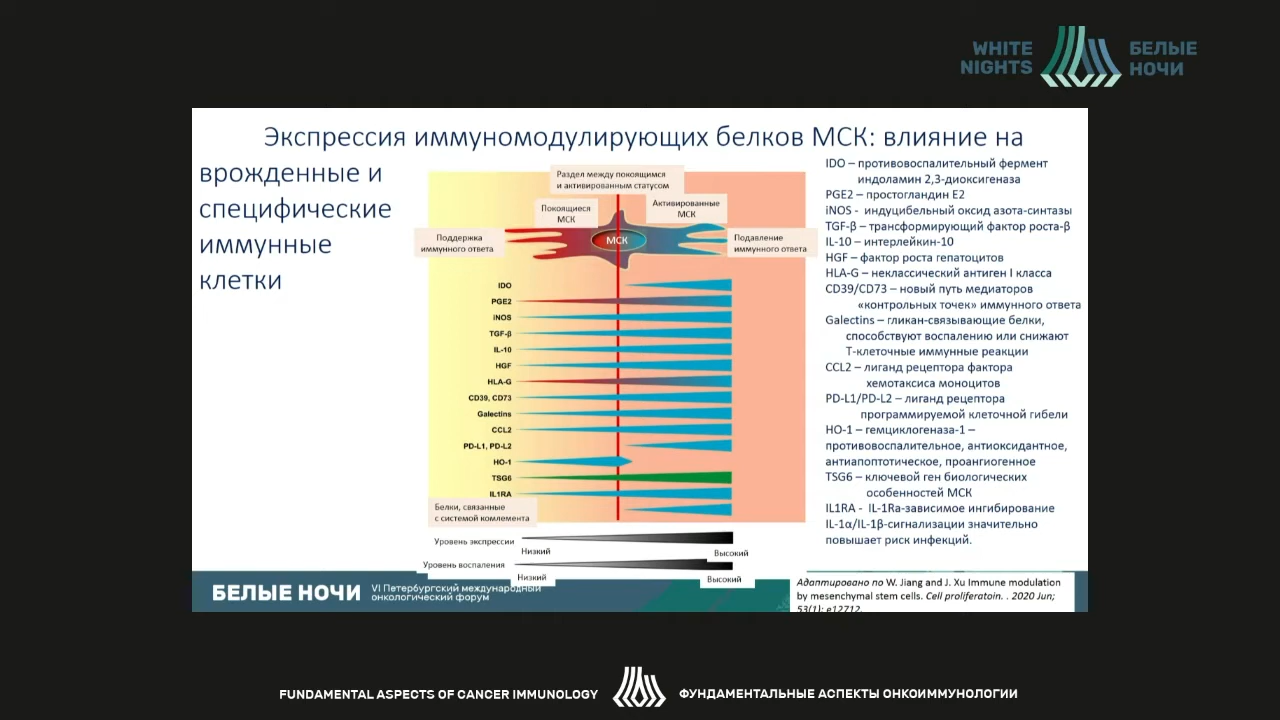 WHITE
NIGHTS
БЕЛЫЕ
НОЧИ
Экспрессия иммуномодулирующих белков МСК: влияние на
врожденные и
специфические
иммунные
клетки
Раздел между покоящимся
и активированным статусом
Покоящиеся
МСК
Активированные
МСК
Поддержка
иммунного ответа
МСК
Подавление
иммунного ответа
IDO
PGE2
iNOS
TGF-β
IL-10
HGF
HLA-G
CD39, CD73
Galectins
CCL2
PD-L1, PD-L2
HO-1
TSG6
IL1RA
Белки, связанные
с системой комлемента
Уровень экспрессии
Низкий
Высокий
Уровень воспаления
Низкий
Высокий
IDO – противовоспалительный фермент
индоламин 2,3-диоксигеназа
PGE2 – простогландин E2
iNOS - индуцибельный оксид азота-синтазы
TGF-β – трансформирующий фактор роста-β
IL-10 – интерлейкин-10
HGF – фактор роста гепатоцитов
HLA-G – неклассический антиген I класса
CD39/CD73 – новый путь медиаторов
«контрольных точек» иммунного ответа
Galectins – гликан-связывающие белки,
способствуют воспалению или снижают
Т-клеточные иммунные реакции
CCL2 – лиганд рецептора фактора
хемотаксиса моноцитов
PD-L1/PD-L2 – лиганд рецептора
программируемой клеточной гибели
HO-1 – гемциклогеназа-1 –
противовоспалительное, антиоксидантное,
антиапоптотическое, проангиогенное
TSG6 – ключевой ген биологических
особенностей МСК
IL1RA - IL-1Ra-зависимое ингибирование
IL-1α/IL-1β-сигнализации значительно
повышает риск инфекций.
БЕЛЫЕ НОЧИ
VI Петербургский международный
онкологический форум
Адаптировано по W. Jiang and J. Xu Immune modulation
by mesenchymal stem cells. Cell proliferatoin. . 2020 Jun;
53(1): e12712.
FUNDAMENTAL ASPECTS OF CANCER IMMUNOLOGY
ФУНДАМЕНТАЛЬНЫЕ АСПЕКТЫ ОНКОИММУНОЛОГИИ